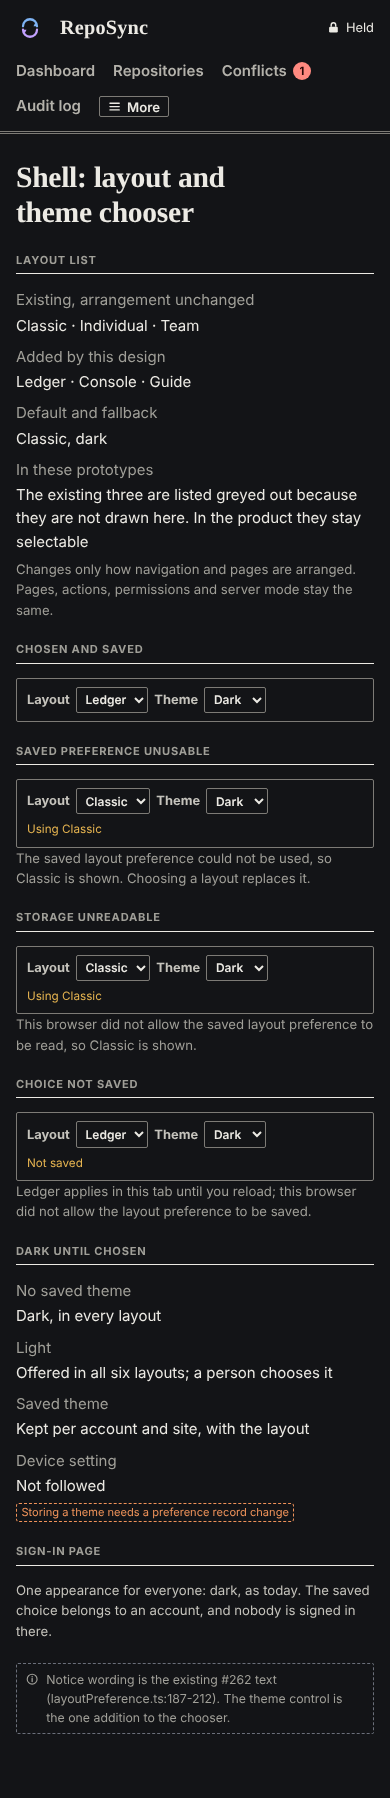 RepoSync
Held
Dashboard Repositories Conflicts 1
Audit log More
Shell: layout and
theme chooser
LAYOUT LIST
Existing, arrangement unchanged
Classic · Individual · Team
Added by this design
Ledger · Console · Guide
Default and fallback
Classic, dark
In these prototypes
The existing three are listed greyed out because
they are not drawn here. In the product they stay
selectable
Changes only how navigation and pages are arranged.
Pages, actions, permissions and server mode stay the
same.
CHOSEN AND SAVED
Layout Ledger Theme Dark
SAVED PREFERENCE UNUSABLE
Layout Classic Theme Dark
Using Classic
The saved layout preference could not be used, so
Classic is shown. Choosing a layout replaces it.
STORAGE UNREADABLE
Layout Classic Theme Dark
Using Classic
This browser did not allow the saved layout preference to
be read, so Classic is shown.
CHOICE NOT SAVED
Layout Ledger Theme Dark
Not saved
Ledger applies in this tab until you reload; this browser
did not allow the layout preference to be saved.
DARK UNTIL CHOSEN
No saved theme
Dark, in every layout
Light
Offered in all six layouts; a person chooses it
Saved theme
Kept per account and site, with the layout
Device setting
Not followed
Storing a theme needs a preference record change
SIGN-IN PAGE
One appearance for everyone: dark, as today. The saved
choice belongs to an account, and nobody is signed in
there.
Notice wording is the existing #262 text
(layoutPreference.ts:187-212). The theme control is
the one addition to the chooser.